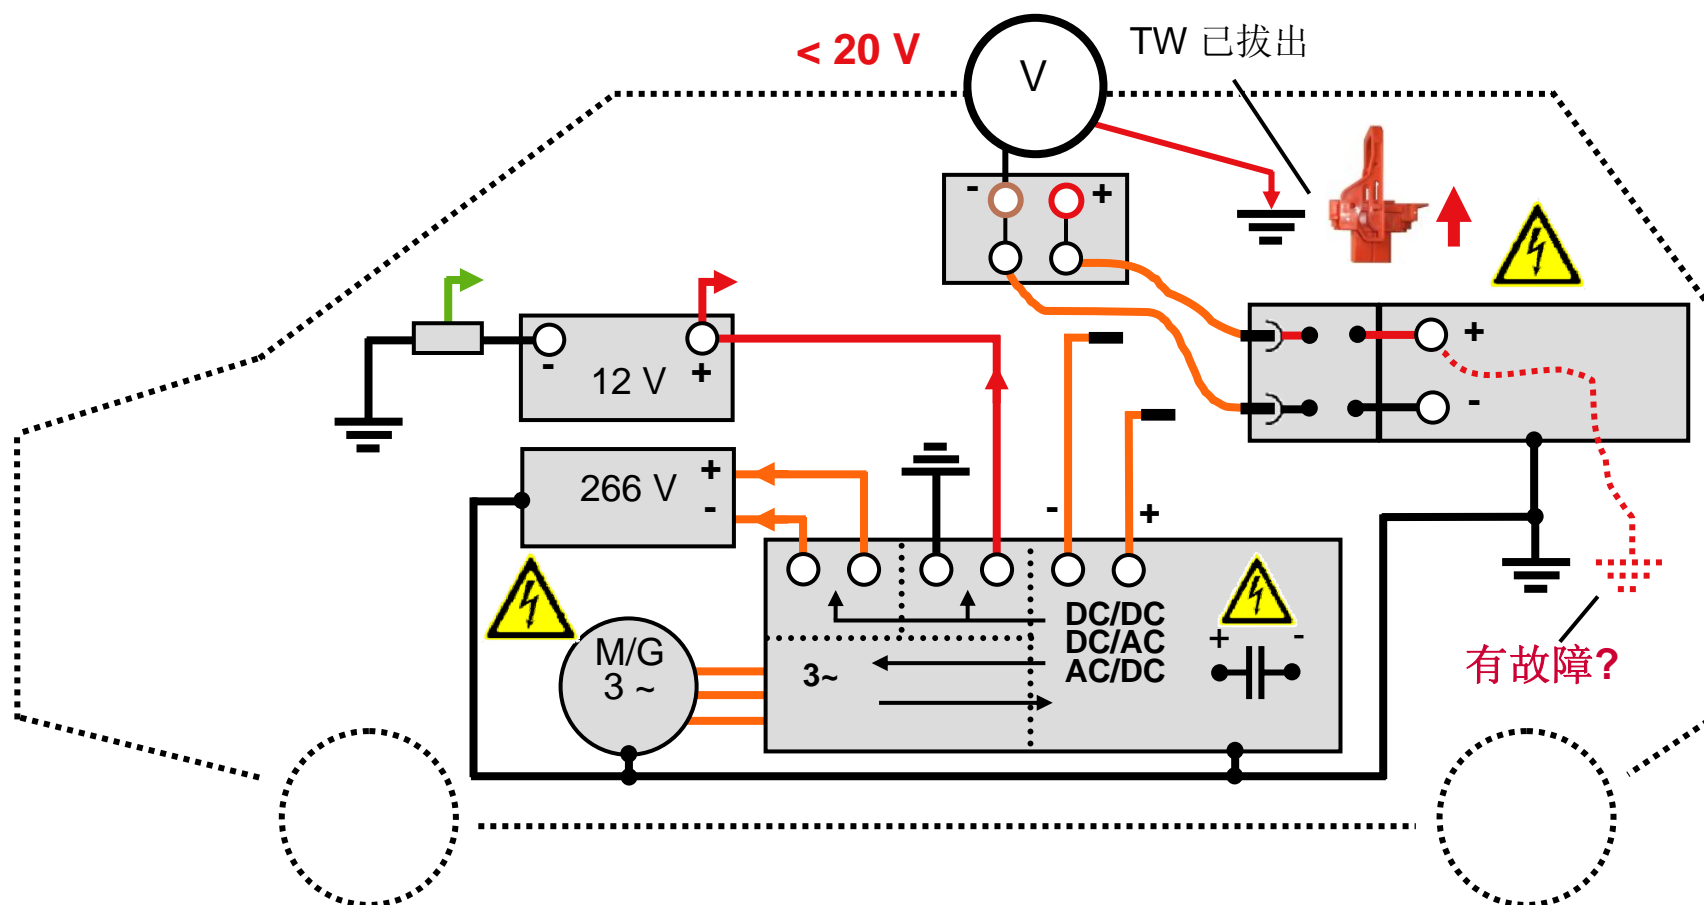 < 20 V
V
TW 已拔出
- +
12 V
- +
+
-
266 V
+
-
- +
DC/DC
DC/AC
AC/DC
+ -
M/G
3 ~
3~
有故障?